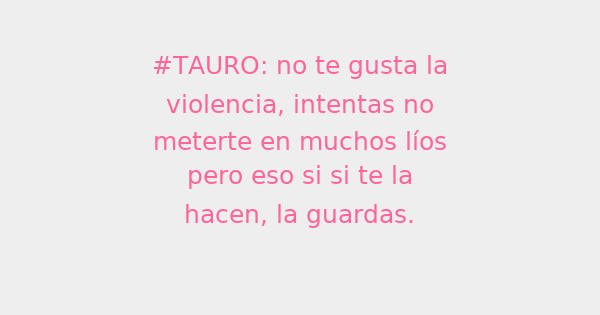 #TAURO: no te gusta la
violencia, intentas no
meterte en muchos líos
pero eso si si te la
hacen, la guardas.